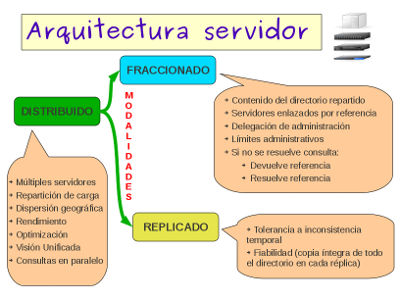 Arquitectura servidor
FRACCIONADO
DISTRIBUIDO
MODALIDADES
REPLICADO
Contenido del directorio repartido
Servidores enlazados por referencia
Delegación de administración
Límites administrativos
Si no se resuelve consulta:
Devuelve referencia
Resuelve referencia
Múltiples servidores
Repartición de carga
Dispersión geográfica
Rendimiento
Optimización
Visión Unificada
Consultas en paralelo
Tolerancia a inconsistencia
temporal
Fiabilidad (copia íntegra de todo
el directorio en cada réplica)